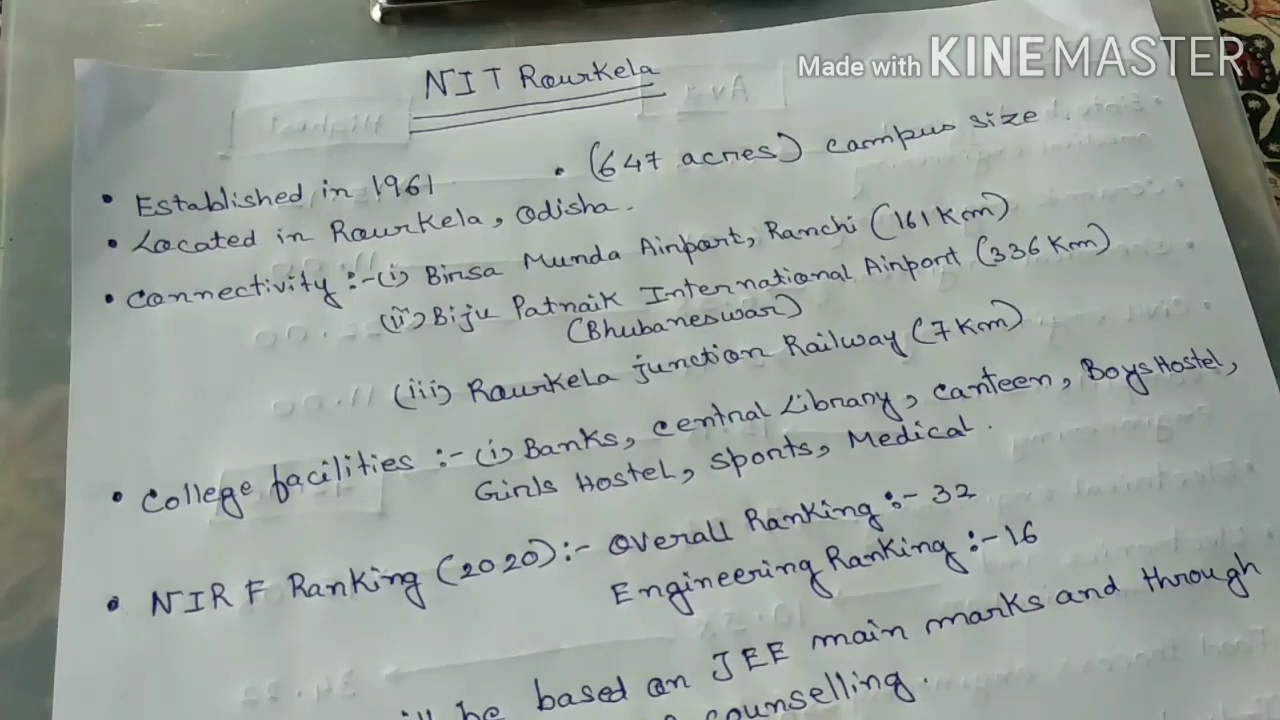 Made with KINEMASTER
NIT Rourkela
• Established in 1961 • (647 acres) campus size
• Located in Rourkela, Odisha.
• Connectivity :- (i) Birsa Munda Airport, Ranchi (161 Km)
(ii) Biju Patnaik International Airport (336 Km)
(Bhubaneswar)
(iii) Rourkela junction Railway (7 Km)
• College facilities :- (i) Banks, central Library, canteen, Boys Hostel,
Girls Hostel, sports, Medical.
• NIRF Ranking (2020) :- Overall Ranking :- 32
Engineering Ranking :- 16
be based on JEE main marks and through
counselling.